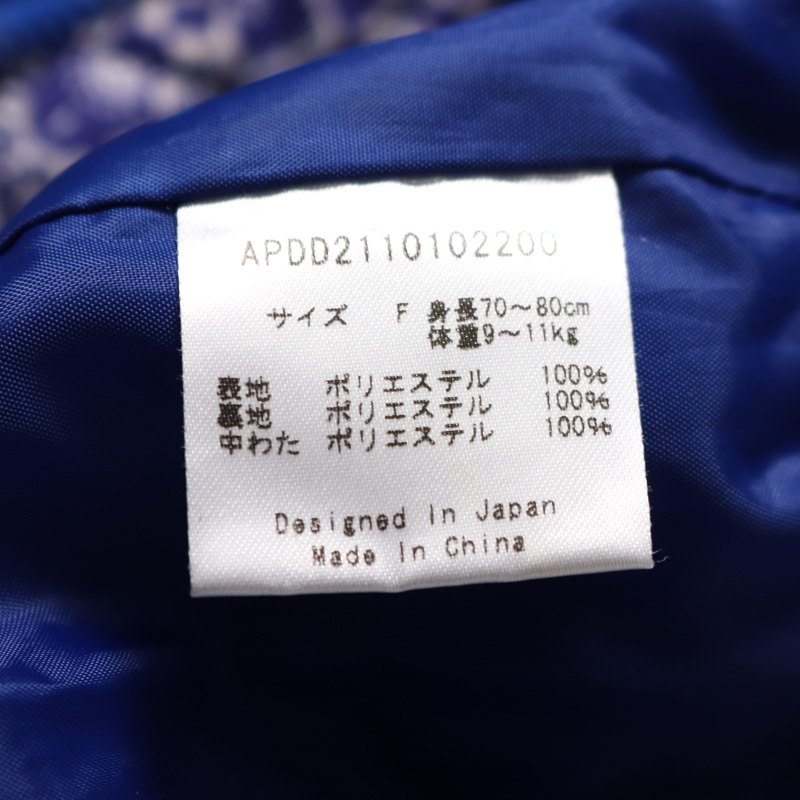 APDD2110102200
サイズ F 身長70～80cm
体重9～11kg
表地 ポリエステル 100%
裏地 ポリエステル 100%
中わた ポリエステル 100%
Designed In Japan
Made In China